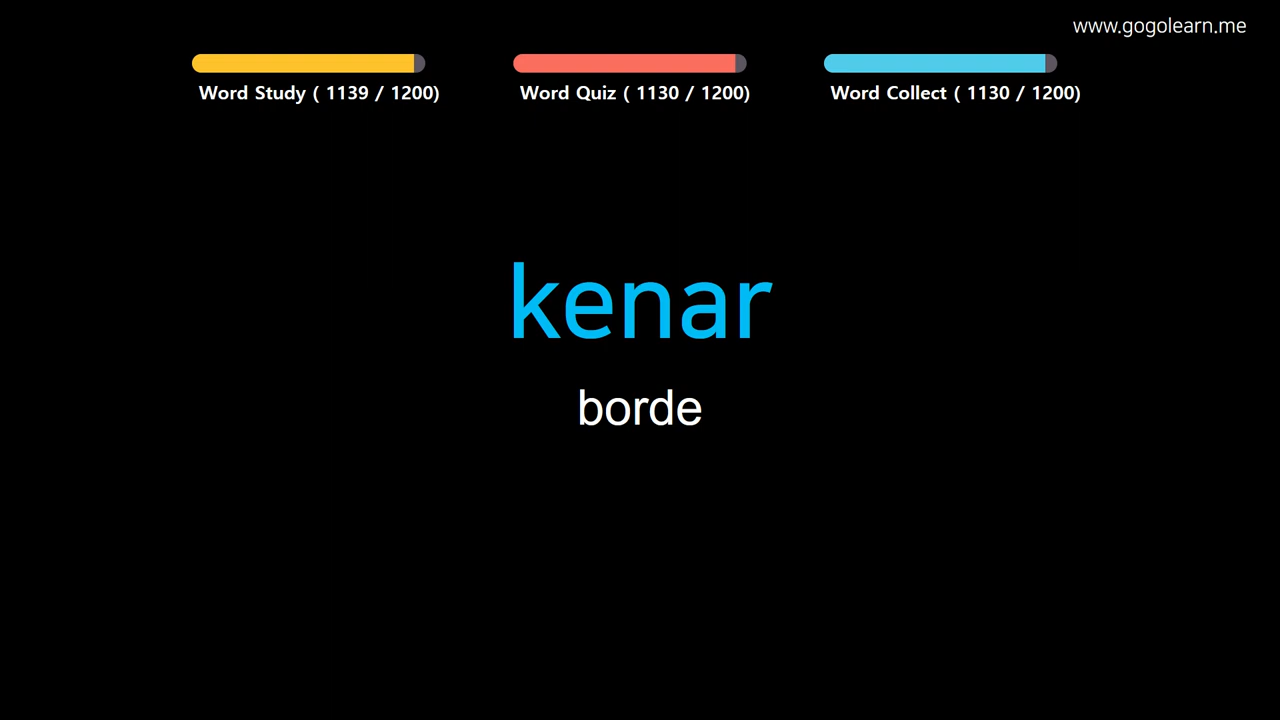 www.gogolearn.me
Word Study ( 1139 / 1200)
Word Quiz ( 1130 / 1200)
Word Collect ( 1130 / 1200)
kenar
borde